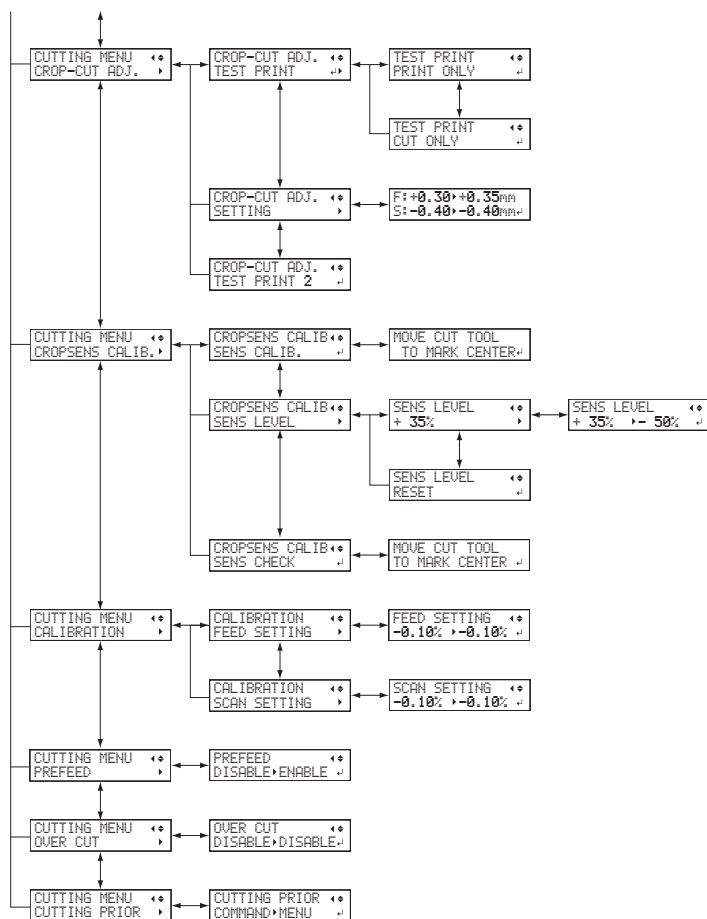 CUTTING MENU ◂♦
CROP-CUT ADJ. ▸
CROP-CUT ADJ. ◂♦
TEST PRINT ↵▸
TEST PRINT ◂♦
PRINT ONLY ↵
TEST PRINT ◂♦
CUT ONLY ↵
CROP-CUT ADJ. ◂♦
SETTING ▸
F:+0.30▸+0.35mm
S:-0.40▸-0.40mm↵
CROP-CUT ADJ. ◂♦
TEST PRINT 2 ↵
CUTTING MENU ◂♦
CROPSENS CALIB.▸
CROPSENS CALIB◂♦
SENS CALIB. ↵
MOVE CUT TOOL
TO MARK CENTER↵
CROPSENS CALIB◂♦
SENS LEVEL ▸
SENS LEVEL ◂♦
+ 35% ▸
SENS LEVEL ◂♦
+ 35% ▸- 50% ↵
SENS LEVEL ◂♦
RESET ↵
CROPSENS CALIB◂♦
SENS CHECK ↵
MOVE CUT TOOL
TO MARK CENTER ↵
CUTTING MENU ◂♦
CALIBRATION ▸
CALIBRATION ◂♦
FEED SETTING ▸
FEED SETTING ◂♦
-0.10% ▸-0.10% ↵
CALIBRATION ◂♦
SCAN SETTING ▸
SCAN SETTING ◂♦
-0.10% ▸-0.10% ↵
CUTTING MENU ◂♦
PREFEED ▸
PREFEED ◂♦
DISABLE▸ENABLE ↵
CUTTING MENU ◂♦
OVER CUT ▸
OVER CUT ◂♦
DISABLE▸DISABLE↵
CUTTING MENU ◂♦
CUTTING PRIOR ▸
CUTTING PRIOR ◂♦
COMMAND▸MENU ↵